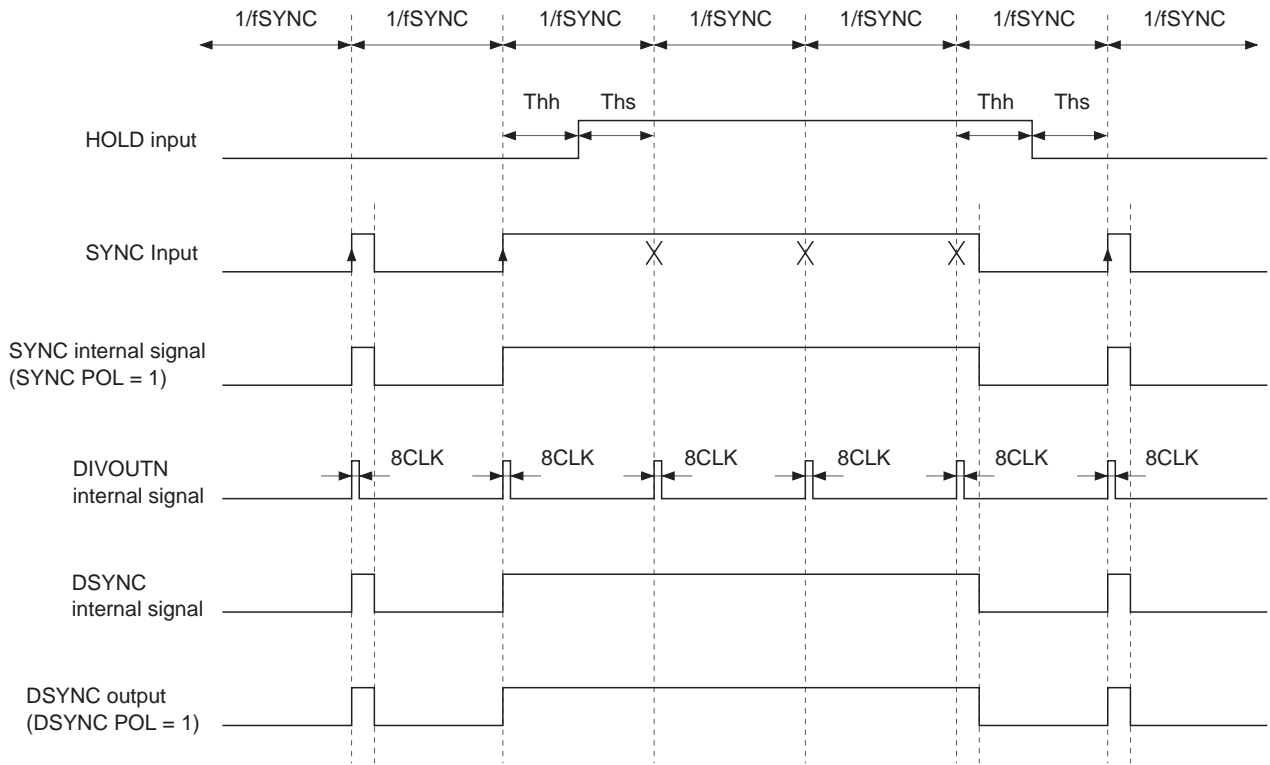 1/fSYNC 1/fSYNC 1/fSYNC 1/fSYNC 1/fSYNC 1/fSYNC 1/fSYNC
Thh Ths Thh Ths
HOLD input
SYNC Input
SYNC internal signal
(SYNC POL = 1)
8CLK 8CLK 8CLK 8CLK 8CLK 8CLK
DIVOUTN
internal signal
DSYNC
internal signal
DSYNC output
(DSYNC POL = 1)